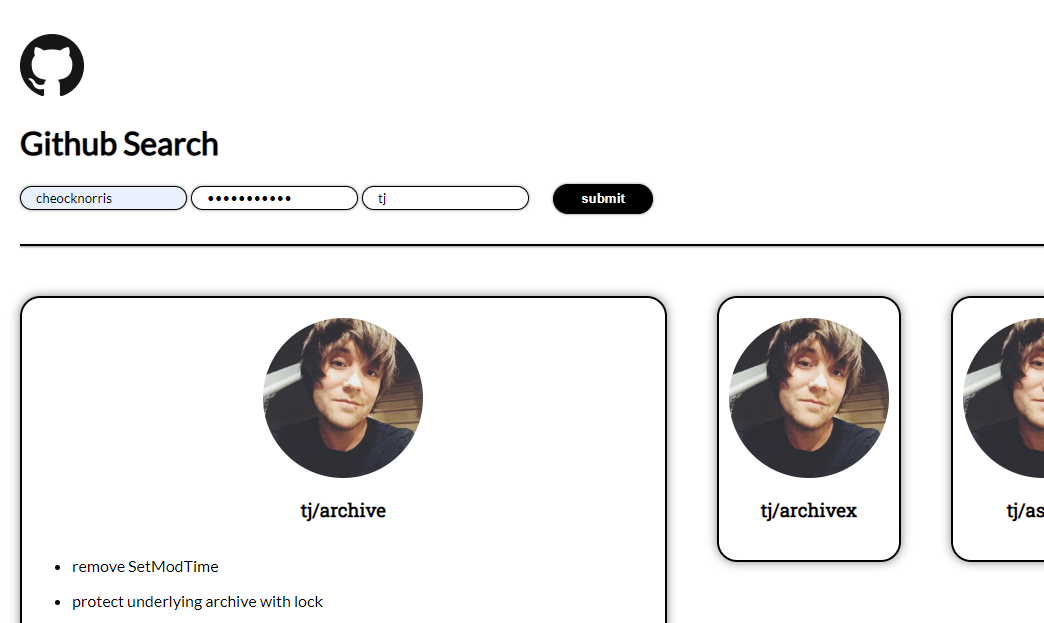 Github Search
cheocknorris ••••••••••• tj submit
tj/archive tj/archivex tj/as
remove SetModTime
protect underlying archive with lock